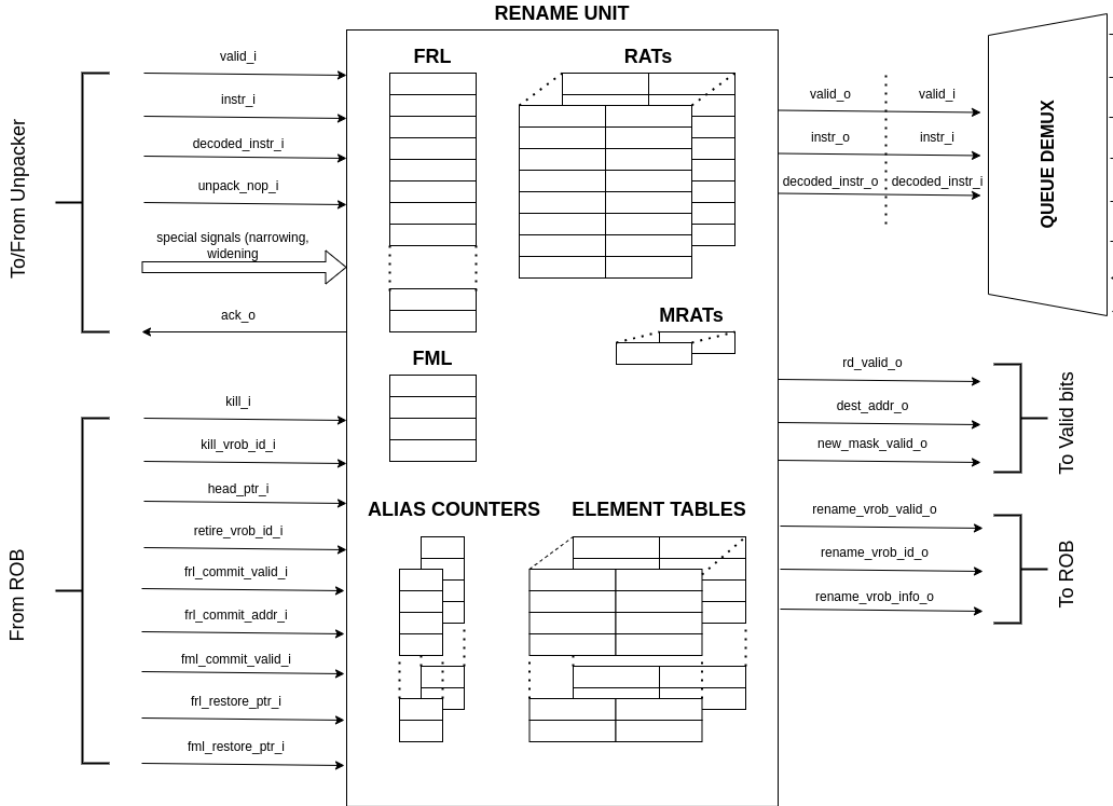 RENAME UNIT
To/From Unpacker
valid_i
instr_i
decoded_instr_i
unpack_nop_i
special signals (narrowing,
widening
ack_o
From ROB
kill_i
kill_vrob_id_i
head_ptr_i
retire_vrob_id_i
frl_commit_valid_i
frl_commit_addr_i
fml_commit_valid_i
frl_restore_ptr_i
fml_restore_ptr_i
FRL
RATs
FML
MRATs
ALIAS COUNTERS
ELEMENT TABLES
valid_o
valid_i
instr_o
instr_i
decoded_instr_o
decoded_instr_i
QUEUE DEMUX
rd_valid_o
dest_addr_o
new_mask_valid_o
To Valid bits
rename_vrob_valid_o
rename_vrob_id_o
rename_vrob_info_o
To ROB